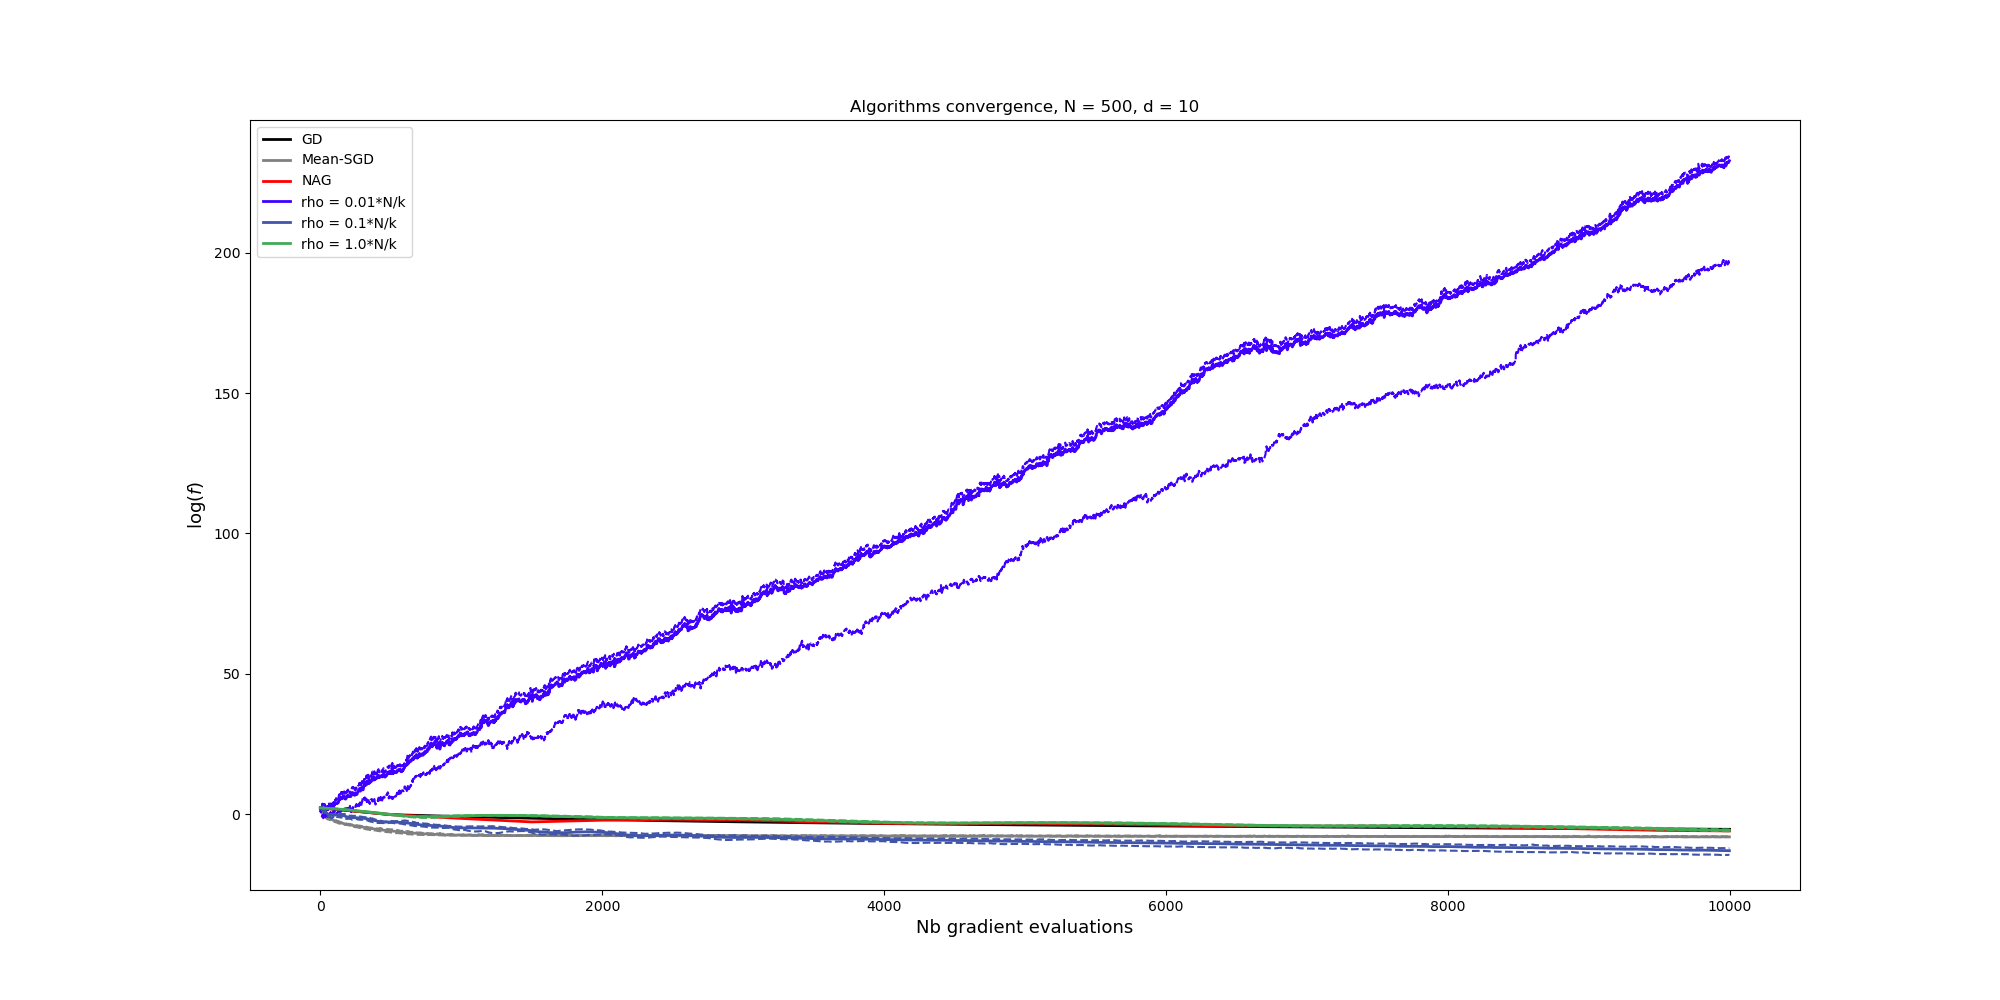 Algorithms convergence, N = 500, d = 10
GD
Mean-SGD
NAG
rho = 0.01*N/k
rho = 0.1*N/k
rho = 1.0*N/k
log(f)
200
150
100
50
0
0 2000 4000 6000 8000 10000
Nb gradient evaluations